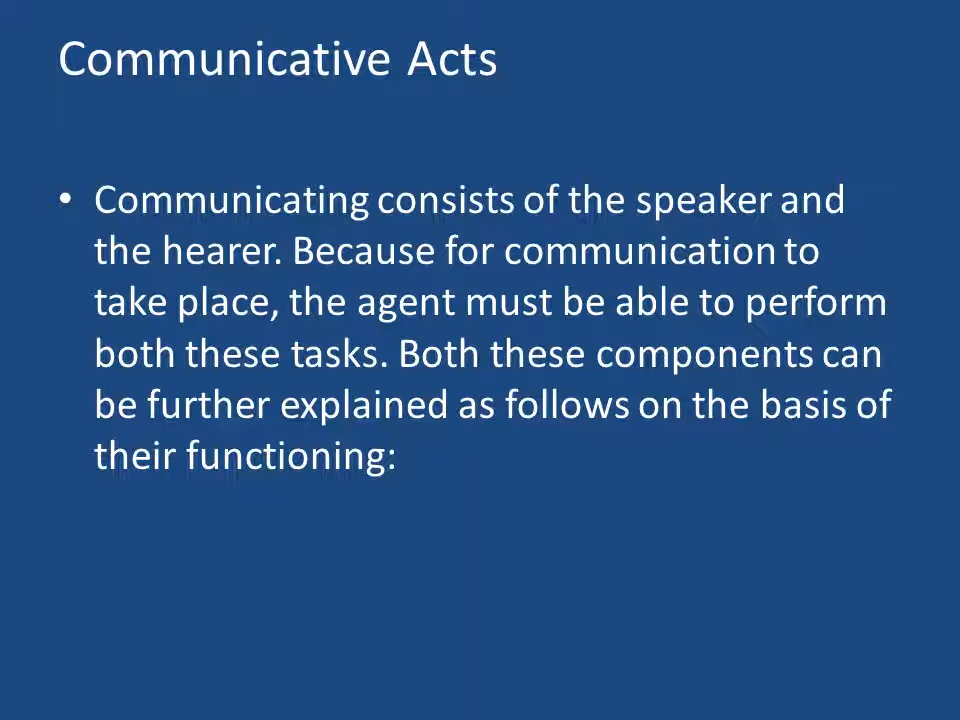 Communicative Acts
• Communicating consists of the speaker and
the hearer. Because for communication to
take place, the agent must be able to perform
both these tasks. Both these components can
be further explained as follows on the basis of
their functioning: